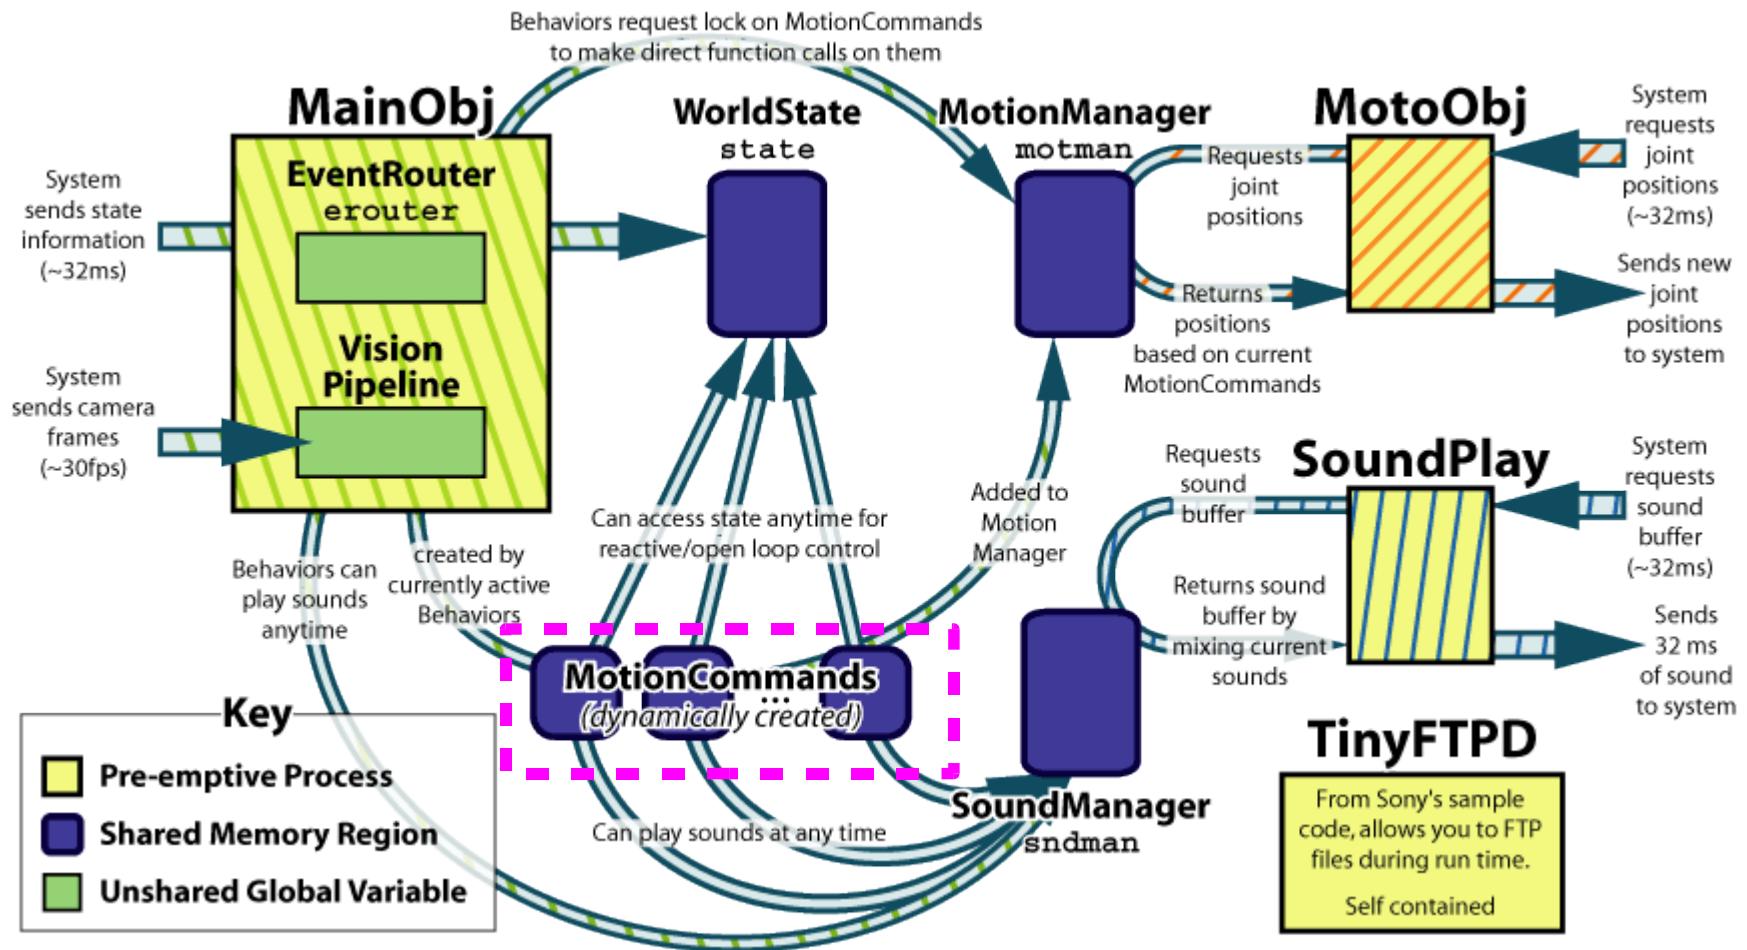 Behaviors request lock on MotionCommands
to make direct function calls on them
MainObj
EventRouter
erouter
Vision
Pipeline
System
sends state
information
(~32ms)
System
sends camera
frames
(~30fps)
WorldState
state
MotionManager
motman
Requests
joint
positions
Returns
positions
based on current
MotionCommands
MotoObj
System
requests
joint
positions
(~32ms)
Sends new
joint
positions
to system
Can access state anytime for
reactive/open loop control
Added to
Motion
Manager
Behaviors can
play sounds
anytime
created by
currently active
Behaviors
MotionCommands
...
(dynamically created)
Can play sounds at any time
SoundManager
sndman
Requests
sound
buffer
Returns sound
buffer by
mixing current
sounds
SoundPlay
System
requests
sound
buffer
(~32ms)
Sends
32 ms
of sound
to system
Key
Pre-emptive Process
Shared Memory Region
Unshared Global Variable
TinyFTPD
From Sony's sample
code, allows you to FTP
files during run time.
Self contained